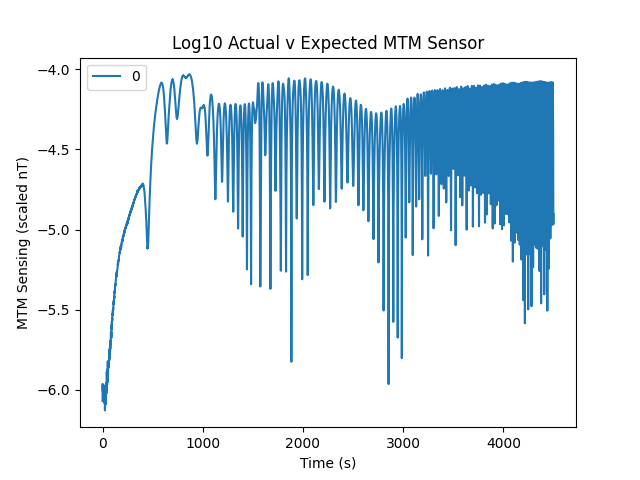 Log10 Actual v Expected MTM Sensor
0
MTM Sensing (scaled nT)
−4.0
−4.5
−5.0
−5.5
−6.0
0 1000 2000 3000 4000
Time (s)